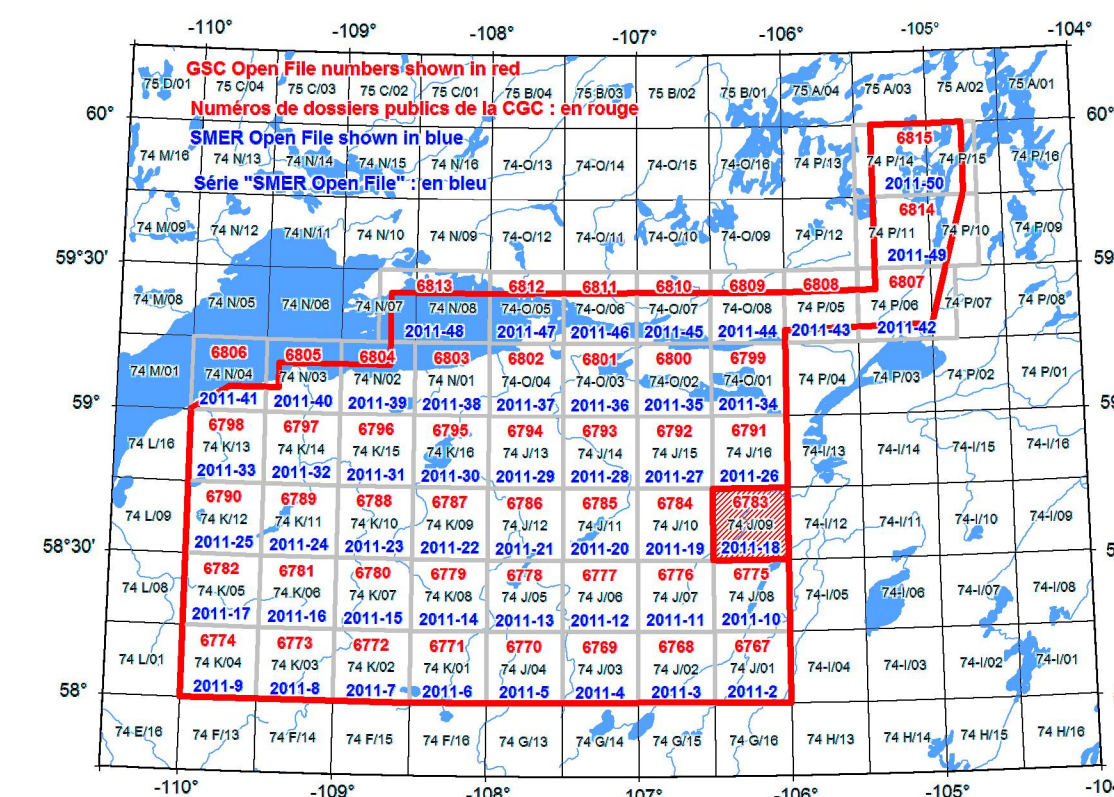 -110° -109° -108° -107° -106° -105° -104°
GSC Open File numbers shown in red
75 D/01 75 C/04 75 C/03 75 C/02 75 C/01 75 B/04 75 B/03 75 B/02 75 B/01 75 A/04 75 A/03 75 A/02 75 A/01
Numéros de dossiers publics de la CGC : en rouge
60° 60°
SMER Open File shown in blue
6815
74 M/16 74 N/13 74 N/14 74 N/15 74 N/16 74-O/13 74-O/14 74-O/15 74-O/16 74 P/13 74 P/14 74 P/15 74 P/16
Série "SMER Open File" : en bleu
2011-50
6814
74 M/09 74 N/12 74 N/11 74 N/10 74 N/09 74-O/12 74-O/11 74-O/10 74-O/09 74 P/12 74 P/11 74 P/10 74 P/09
2011-49
59°30'
6813 6812 6811 6810 6809 6808 6807
74 M/08 74 N/05 74 N/06 74 N/07 74 N/08 74-O/05 74-O/06 74-O/07 74-O/08 74 P/05 74 P/06 74 P/07 74 P/08
2011-48 2011-47 2011-46 2011-45 2011-44 2011-43 2011-42
6806 6805 6804 6803 6802 6801 6800 6799
74 M/01 74 N/04 74 N/03 74 N/02 74 N/01 74-O/04 74-O/03 74-O/02 74-O/01 74 P/04 74 P/03 74 P/02 74 P/01
2011-41 2011-40 2011-39 2011-38 2011-37 2011-36 2011-35 2011-34
59°
6798 6797 6796 6795 6794 6793 6792 6791
74 L/16 74 K/13 74 K/14 74 K/15 74 K/16 74 J/13 74 J/14 74 J/15 74 J/16 74-I/13 74-I/14 74-I/15 74-I/16
2011-33 2011-32 2011-31 2011-30 2011-29 2011-28 2011-27 2011-26
6790 6789 6788 6787 6786 6785 6784 6783
74 L/09 74 K/12 74 K/11 74 K/10 74 K/09 74 J/12 74 J/11 74 J/10 74 J/09 74-I/12 74-I/11 74-I/10 74-I/09
2011-25 2011-24 2011-23 2011-22 2011-21 2011-20 2011-19 2011-18
58°30'
6782 6781 6780 6779 6778 6777 6776 6775
74 L/08 74 K/05 74 K/06 74 K/07 74 K/08 74 J/05 74 J/06 74 J/07 74 J/08 74-I/05 74-I/06 74-I/07 74-I/08
2011-17 2011-16 2011-15 2011-14 2011-13 2011-12 2011-11 2011-10
6774 6773 6772 6771 6770 6769 6768 6767
74 L/01 74 K/04 74 K/03 74 K/02 74 K/01 74 J/04 74 J/03 74 J/02 74 J/01 74-I/04 74-I/03 74-I/02 74-I/01
2011-9 2011-8 2011-7 2011-6 2011-5 2011-4 2011-3 2011-2
58°
74 E/16 74 F/13 74 F/14 74 F/15 74 F/16 74 G/13 74 G/14 74 G/15 74 G/16 74 H/13 74 H/14 74 H/15 74 H/16
-110° -109° -108° -107° -106° -105°